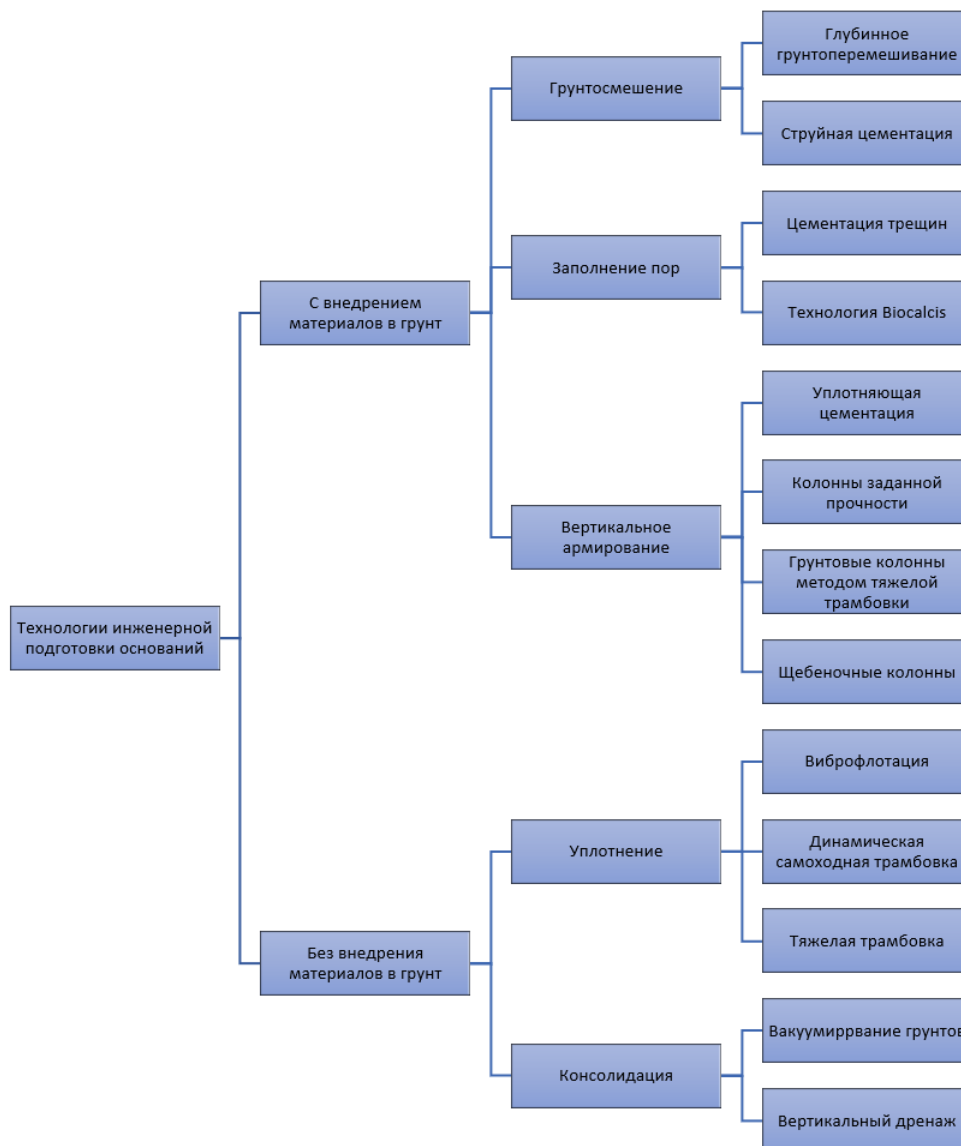 Технологии инженерной
подготовки оснований
С внедрением
материалов в грунт
Грунтосмешение
Глубинное
грунтоперемешивание
Струйная цементация
Заполнение пор
Цементация трещин
Технология Biocalcis
Вертикальное
армирование
Уплотняющая
цементация
Колонны заданной
прочности
Грунтовые колонны
методом тяжелой
трамбовки
Щебеночные колонны
Без внедрения
материалов в грунт
Уплотнение
Виброфлотация
Динамическая
самоходная трамбовка
Тяжелая трамбовка
Консолидация
Вакуумиррвание грунтов
Вертикальный дренаж